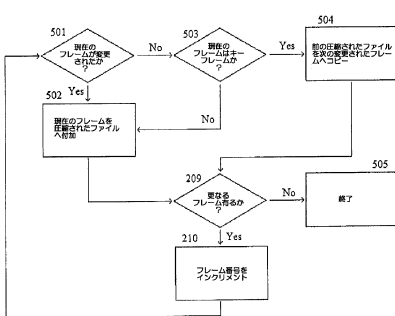 501
現在の
フレームが変更
されたか
?
No
503
現在の
フレームはキー
フレームか
?
Yes
504
前の圧縮されたファイル
を次の変更されたフレー
ムへコピー
Yes
502
現在のフレームを
圧縮されたファイル
へ付加
No
209
更なる
フレーム有るか
?
No
505
終了
Yes
210
フレーム番号を
インクリメント